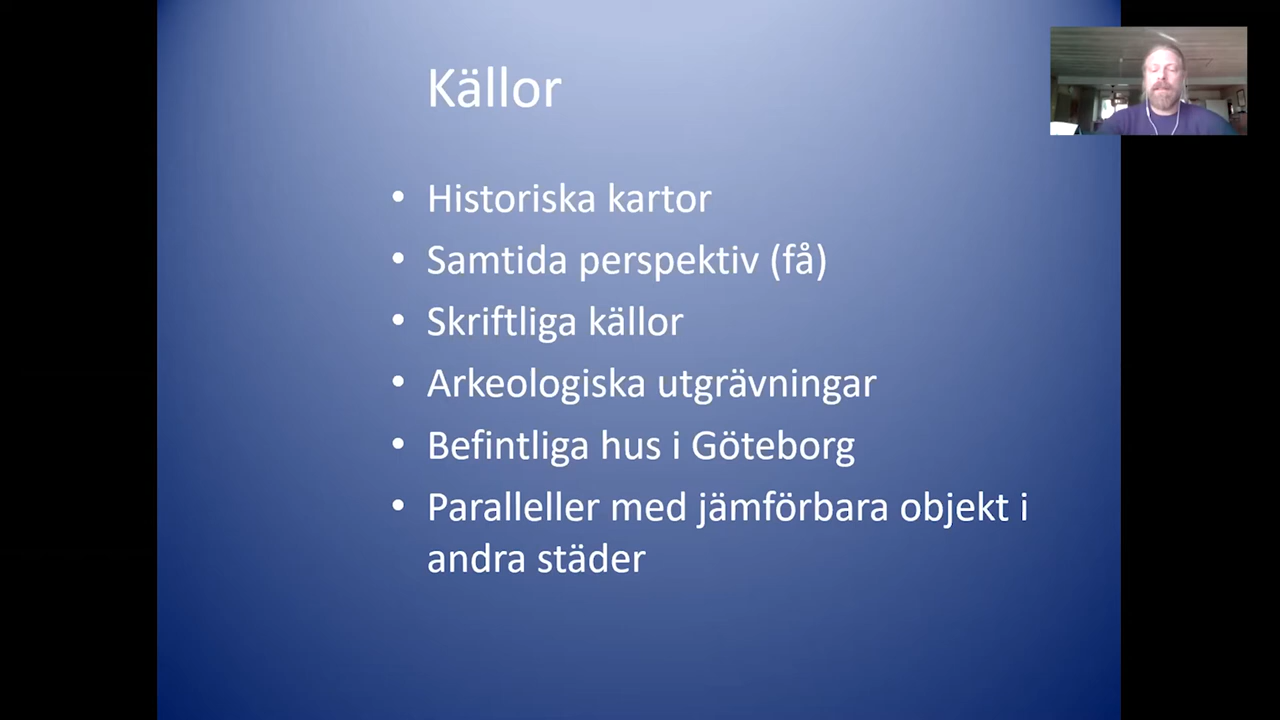 Källor
• Historiska kartor
• Samtida perspektiv (få)
• Skriftliga källor
• Arkeologiska utgrävningar
• Befintliga hus i Göteborg
• Paralleller med jämförbara objekt i
andra städer